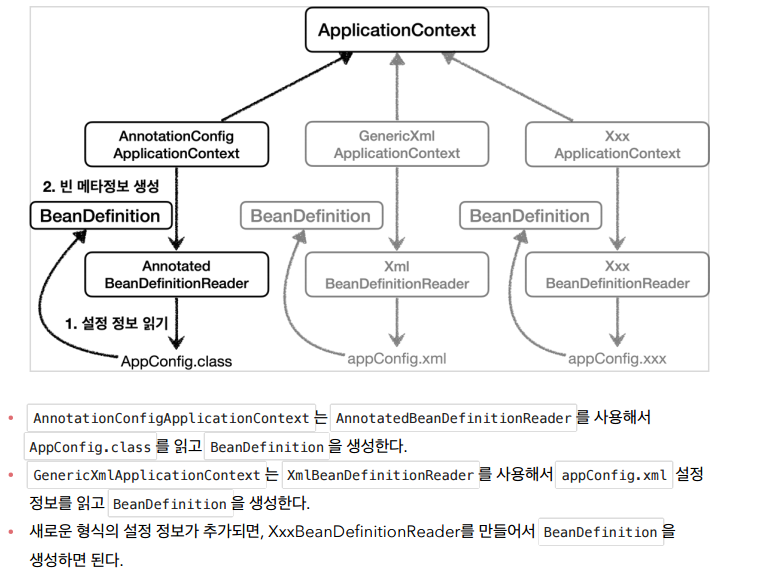 ApplicationContext
AnnotationConfig
ApplicationContext
GenericXml
ApplicationContext
Xxx
ApplicationContext
2. 빈 메타정보 생성
BeanDefinition
BeanDefinition
BeanDefinition
Annotated
BeanDefinitionReader
Xml
BeanDefinitionReader
Xxx
BeanDefinitionReader
1. 설정 정보 읽기
AppConfig.class
appConfig.xml
appConfig.xxx
• AnnotationConfigApplicationContext 는 AnnotatedBeanDefinitionReader 를 사용해서
AppConfig.class 를 읽고 BeanDefinition 을 생성한다.
• GenericXmlApplicationContext 는 XmlBeanDefinitionReader 를 사용해서 appConfig.xml 설정
정보를 읽고 BeanDefinition 을 생성한다.
• 새로운 형식의 설정 정보가 추가되면, XxxBeanDefinitionReader를 만들어서 BeanDefinition 을
생성하면 된다.